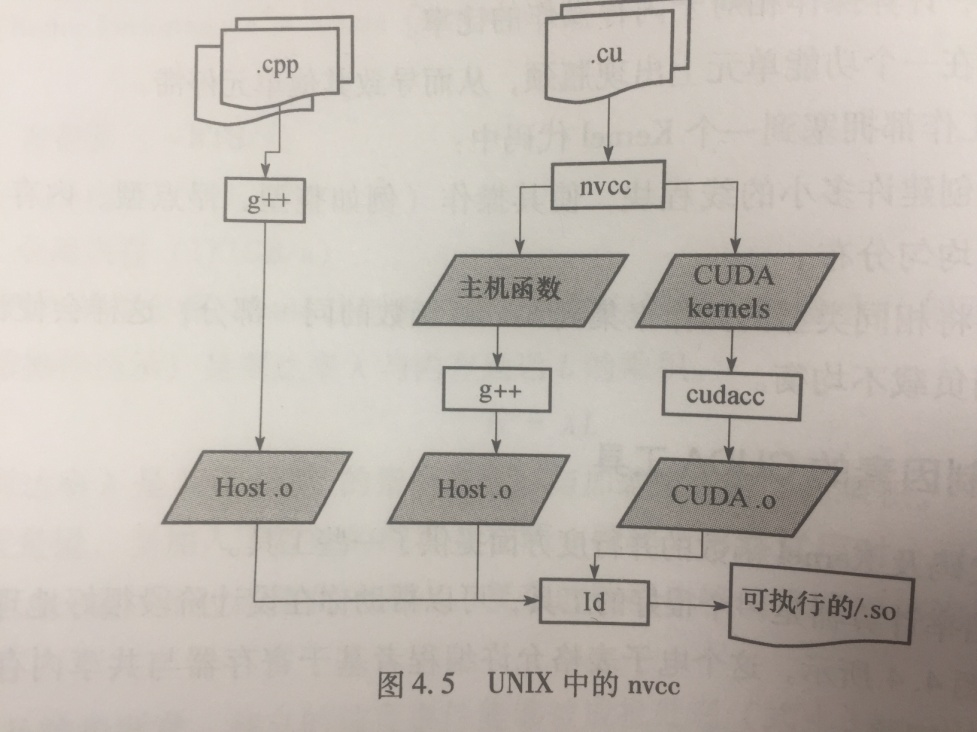 .cpp
.cu
g++
nvcc
主机函数
CUDA
kernels
g++
cudacc
Host .o
Host .o
CUDA .o
Id
可执行的/.so
图 4.5 UNIX 中的 nvcc